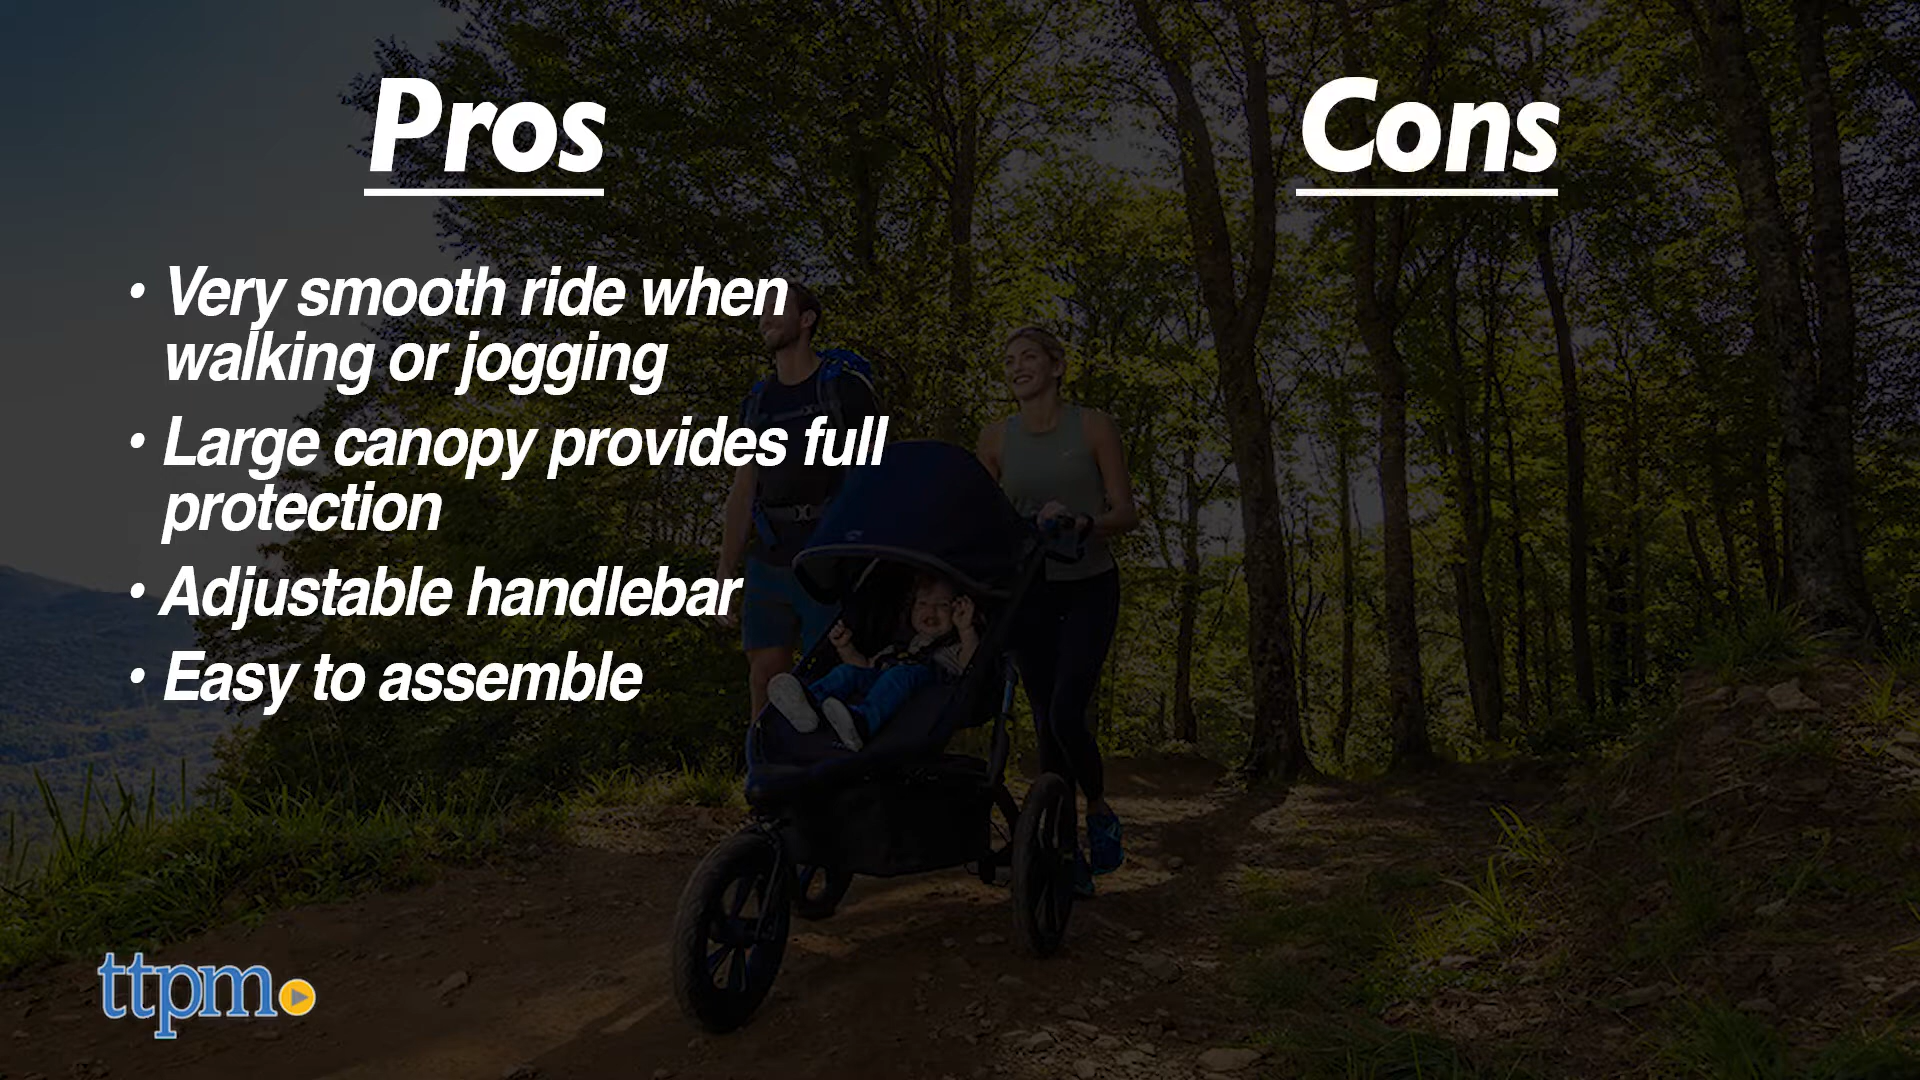 Pros
Cons
• Very smooth ride when
walking or jogging
• Large canopy provides full
protection
• Adjustable handlebar
• Easy to assemble
ttpm